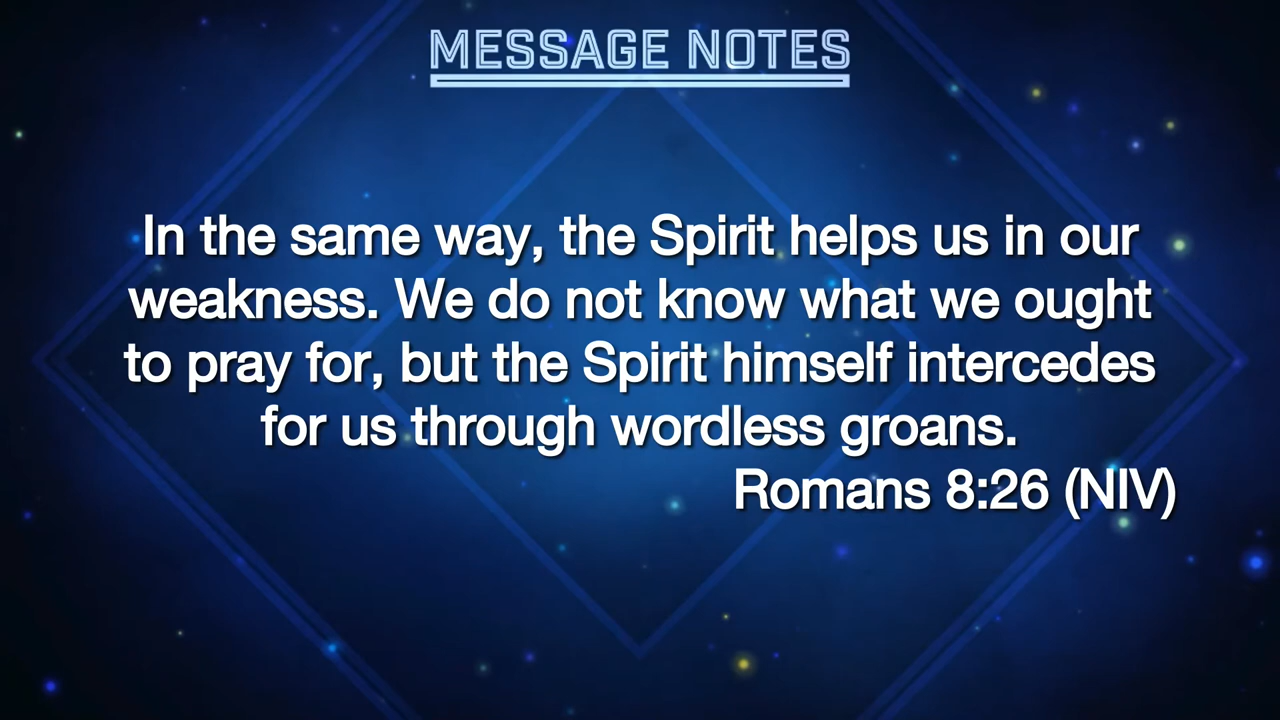 MESSAGE NOTES
In the same way, the Spirit helps us in our
weakness. We do not know what we ought
to pray for, but the Spirit himself intercedes
for us through wordless groans.
Romans 8:26 (NIV)